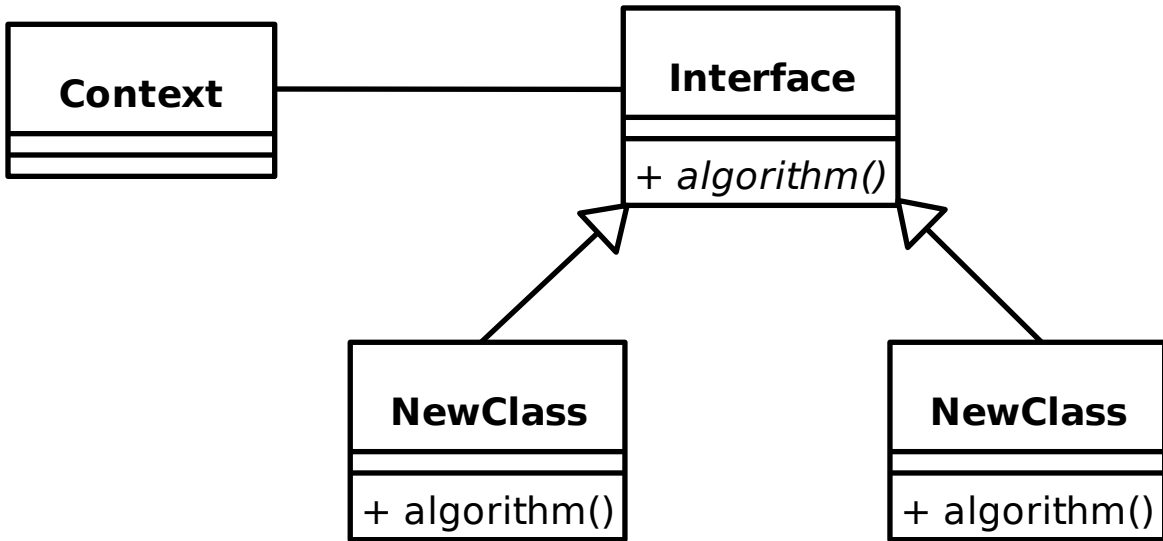 Context
Interface
+ algorithm()
NewClass
+ algorithm()
NewClass
+ algorithm()